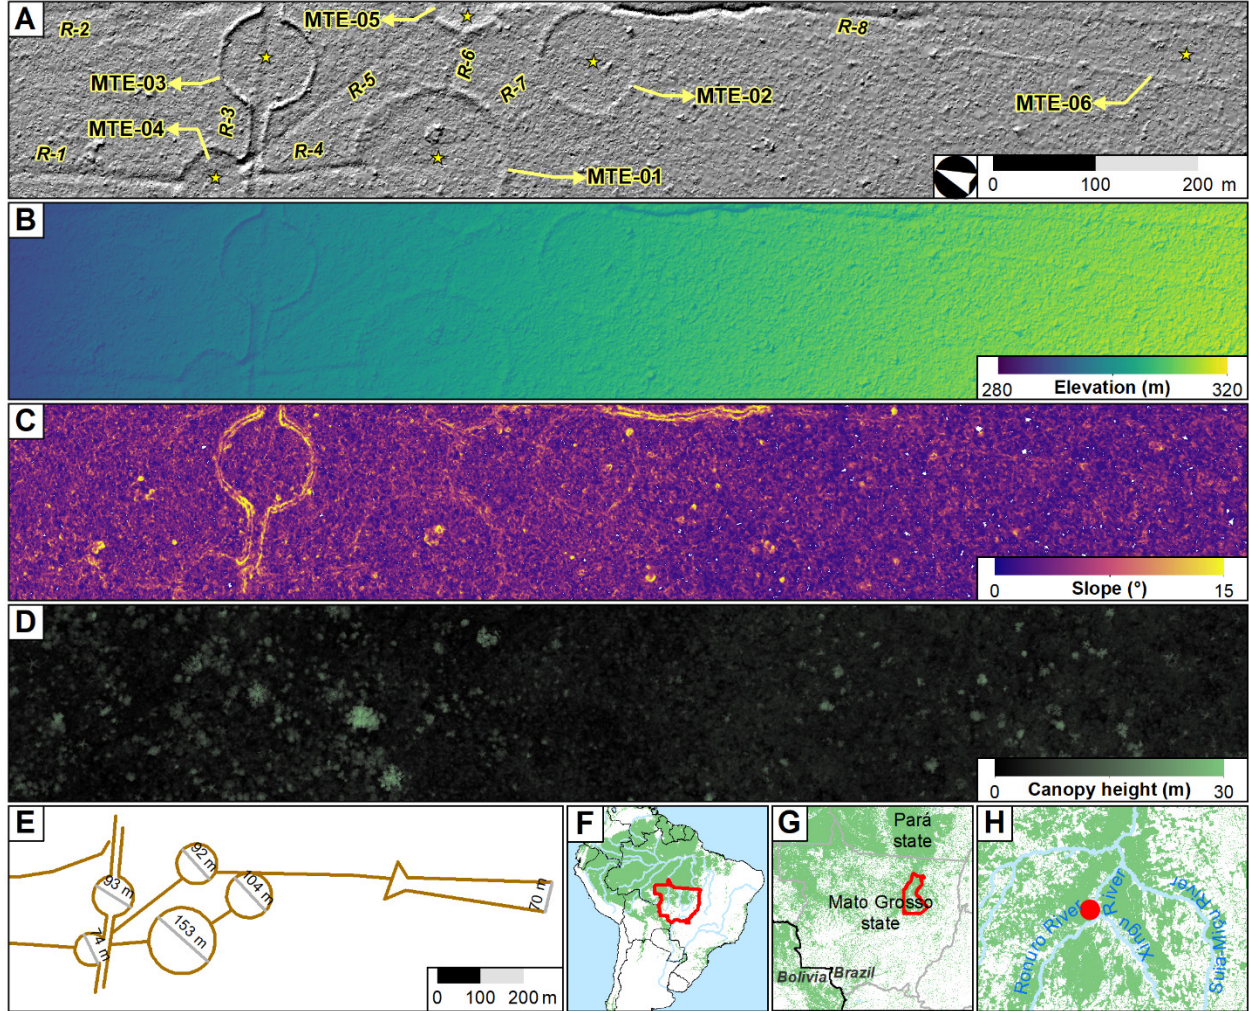 A
R-2
MTE-05
R-8
R-6
R-5
R-7
MTE-03
MTE-02
MTE-06
R-3
MTE-04
R-1
R-4
MTE-01
0 100 200 m
B
280 Elevation (m) 320
C
0 Slope (°) 15
D
0 Canopy height (m) 30
E
92 m
93 m
104 m
70 m
153 m
74 m
0 100 200 m
F
G
Pará
state
Mato Grosso
state
Bolivia
Brazil
H
Ronuro River
Xingu River
Suiá-Miçu River